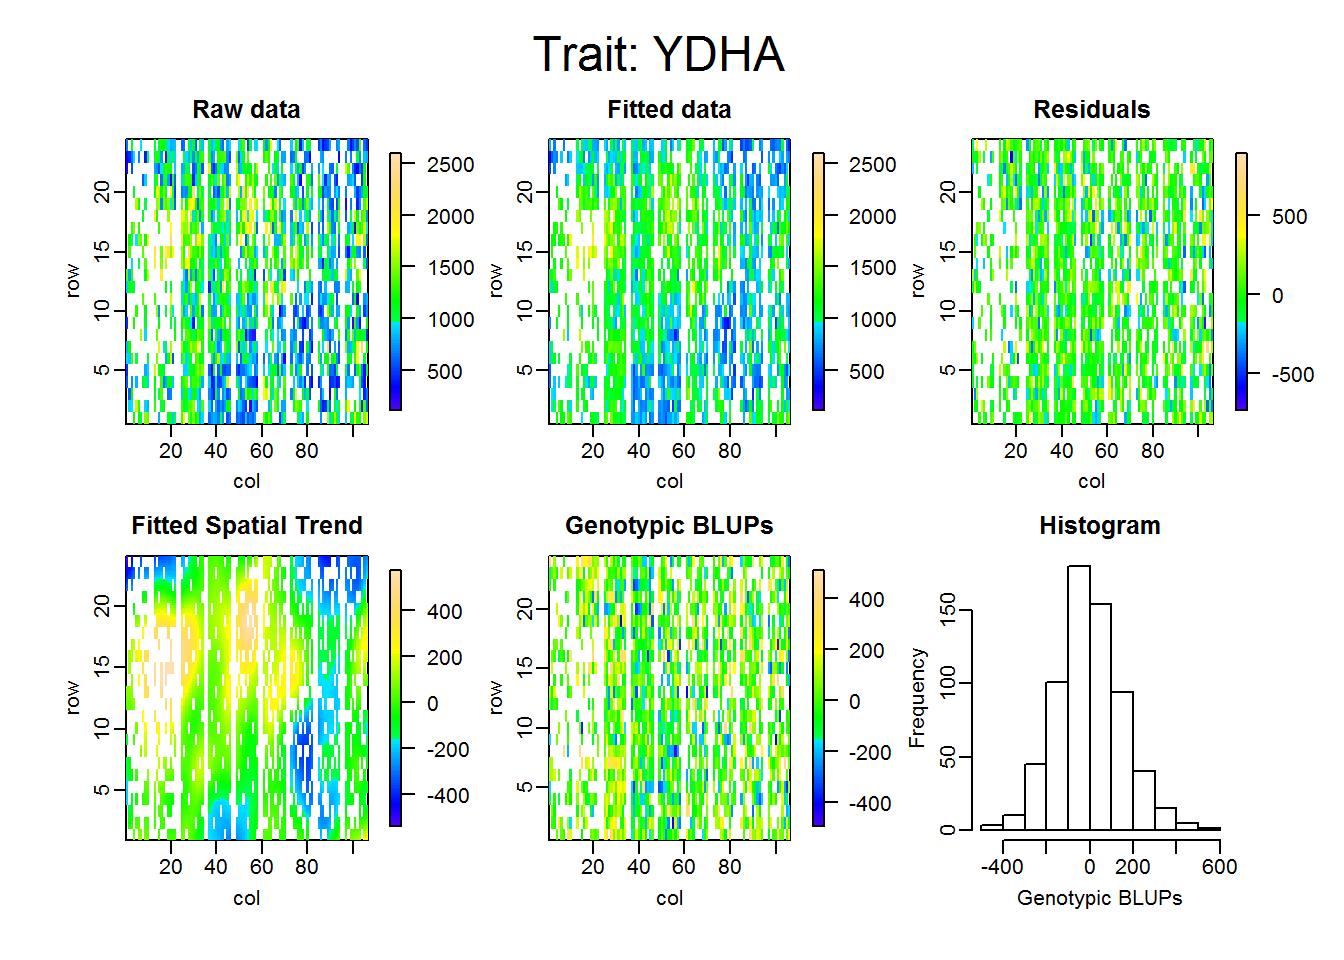 Trait: YDHA
Raw data
Fitted data
Residuals
row
5 10 15 20
20 40 60 80
col
500 1000 1500 2000 2500
row
5 10 15 20
20 40 60 80
col
500 1000 1500 2000 2500
row
5 10 15 20
20 40 60 80
col
-500 0 500
Fitted Spatial Trend
Genotypic BLUPs
Histogram
row
5 10 15 20
20 40 60 80
col
-400 -200 0 200 400
row
5 10 15 20
20 40 60 80
col
-400 -200 0 200 400
Frequency
0 50 100 150
-400 0 200 600
Genotypic BLUPs